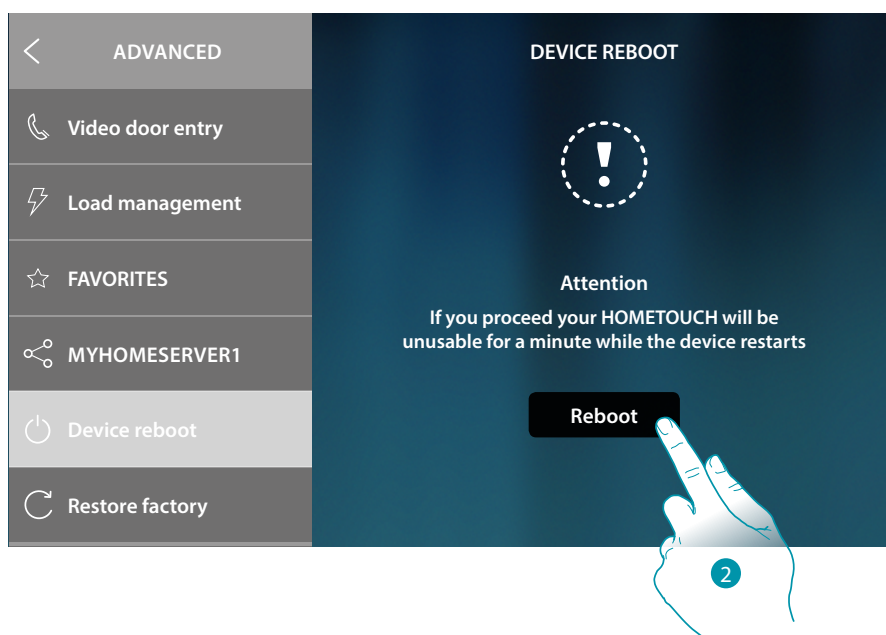 ADVANCED
Video door entry
Load management
FAVORITES
MYHOMESERVER1
Device reboot
Restore factory
DEVICE REBOOT
!
Attention
If you proceed your HOMETOUCH will be
unusable for a minute while the device restarts
Reboot
2